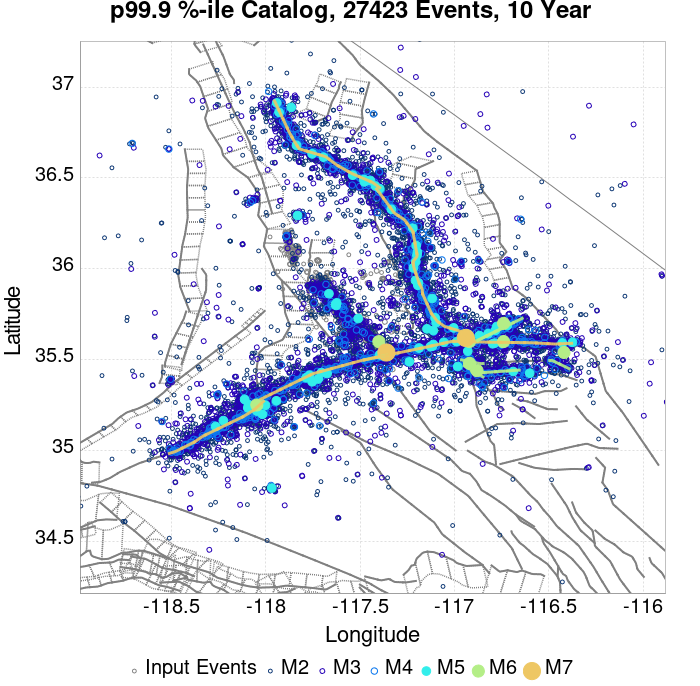 p99.9 %-ile Catalog, 27423 Events, 10 Year
37
36.5
36
35.5
35
34.5
Latitude
-118.5 -118 -117.5 -117 -116.5 -116
Longitude
Input Events M2 M3 M4 M5 M6 M7